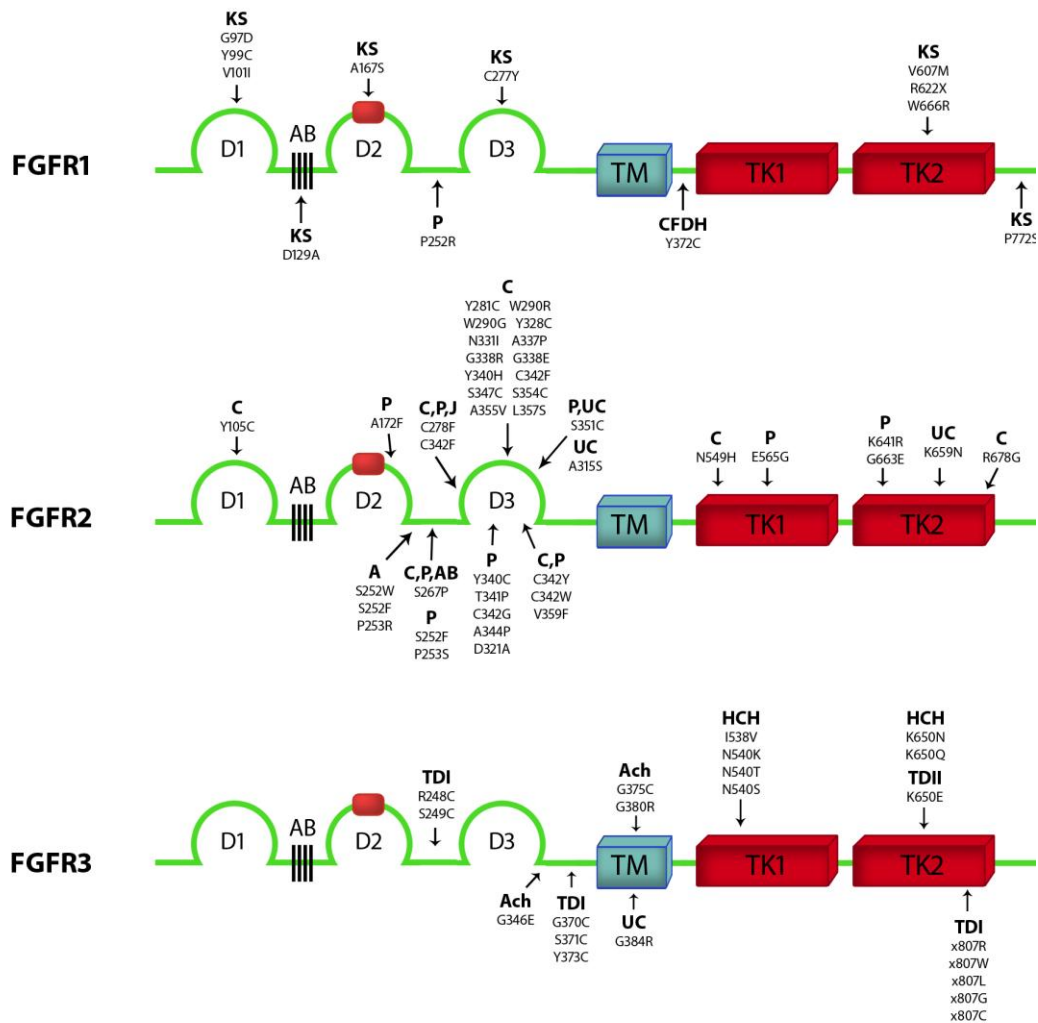 KS
G97D
Y99C
V101I
KS
A167S
KS
C277Y
KS
V607M
R622X
W666R
FGFR1
D1
AB
D2
D3
TM
TK1
TK2
KS
D129A
P
P252R
CFDH
Y372C
KS
P772S
C
Y281C W290R
W290G Y328C
N331I A337P
G338R G338E
Y340H C342F
S347C S354C
A355V L357S
C
Y105C
P
A172F
C,P,J
C278F
C342F
P,UC
S351C
UC
A315S
C
N549H
P
E565G
P
K641R
G663E
UC
K659N
C
R678G
FGFR2
D1
AB
D2
D3
TM
TK1
TK2
A
S252W
S252F
P253R
C,P,AB
S267P
P
S252F
P253S
P
Y340C
T341P
C342G
A344P
D321A
C,P
C342Y
C342W
V359F
TDI
R248C
S249C
Ach
G375C
G380R
HCH
I538V
N540K
N540T
N540S
HCH
K650N
K650Q
TDII
K650E
FGFR3
D1
AB
D2
D3
TM
TK1
TK2
Ach
G346E
TDI
G370C
S371C
Y373C
UC
G384R
TDI
x807R
x807W
x807L
x807G
x807C